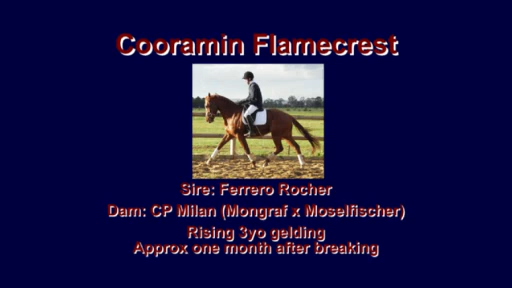 Cooramin Flamecrest
Sire: Ferrero Rocher
Dam: CP Milan (Mongraf x Moselfischer)
Rising 3yo gelding
Approx one month after breaking